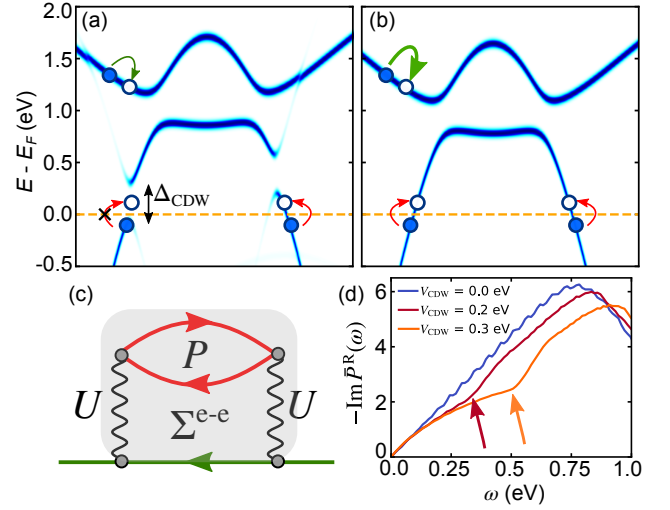 (a)
(b)
E - E_F (eV)
2.0
1.5
1.0
0.5
0.0
-0.5
Δ_CDW
(c)
P
U
U
Σ^e-e
(d)
6
4
2
0
−Im P̄^R(ω)
V_CDW = 0.0 eV
V_CDW = 0.2 eV
V_CDW = 0.3 eV
0.00
0.25
0.50
0.75
1.0
ω (eV)